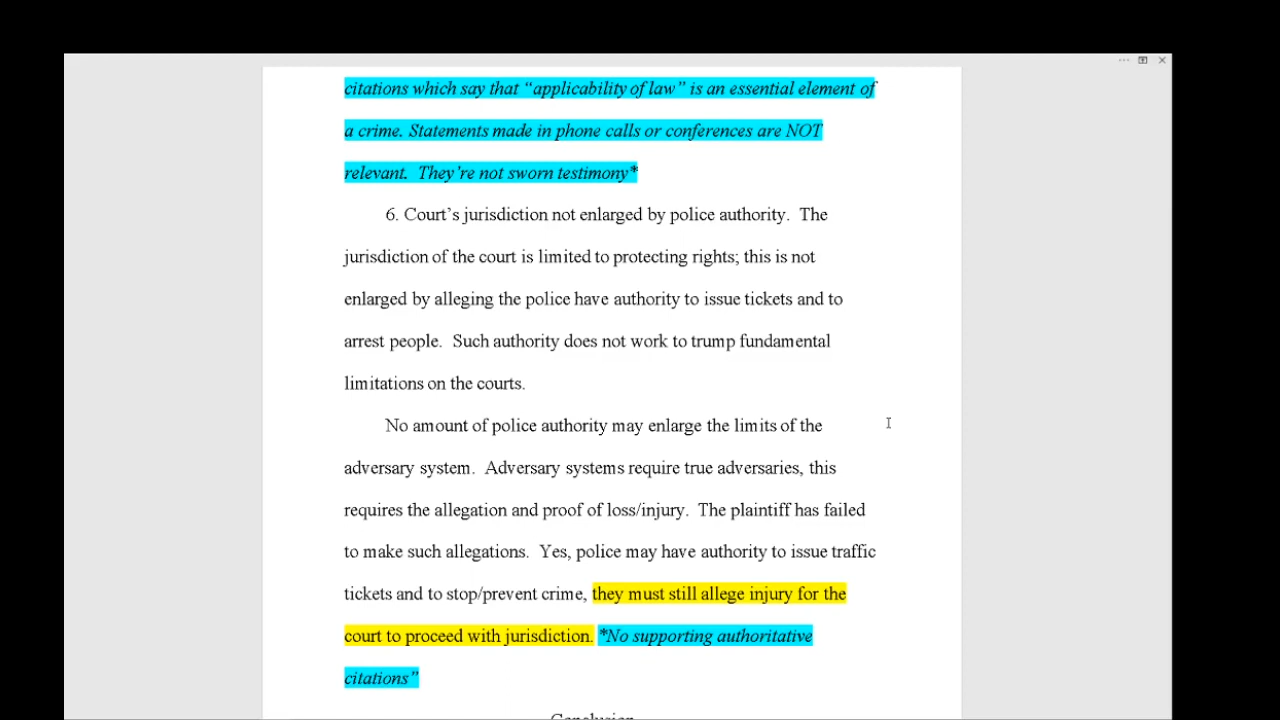 citations which say that “applicability of law” is an essential element of
a crime. Statements made in phone calls or conferences are NOT
relevant.  They’re not sworn testimony*
6. Court’s jurisdiction not enlarged by police authority.  The
jurisdiction of the court is limited to protecting rights; this is not
enlarged by alleging the police have authority to issue tickets and to
arrest people.  Such authority does not work to trump fundamental
limitations on the courts.
No amount of police authority may enlarge the limits of the
adversary system.  Adversary systems require true adversaries, this
requires the allegation and proof of loss/injury.  The plaintiff has failed
to make such allegations.  Yes, police may have authority to issue traffic
tickets and to stop/prevent crime, they must still allege injury for the
court to proceed with jurisdiction. *No supporting authoritative
citations”
Conclusion